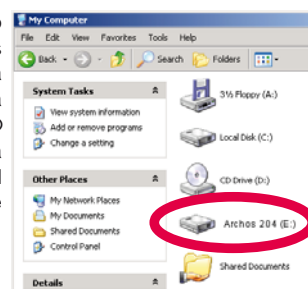 My Computer
File Edit View Favorites Tools Help
Back Search Folders
System Tasks
View system information
Add or remove programs
Change a setting
Other Places
My Network Places
My Documents
Shared Documents
Control Panel
Details
3½ Floppy (A:)
Local Disk (C:)
CD Drive (D:)
Archos 204 (E:)
Shared Documents